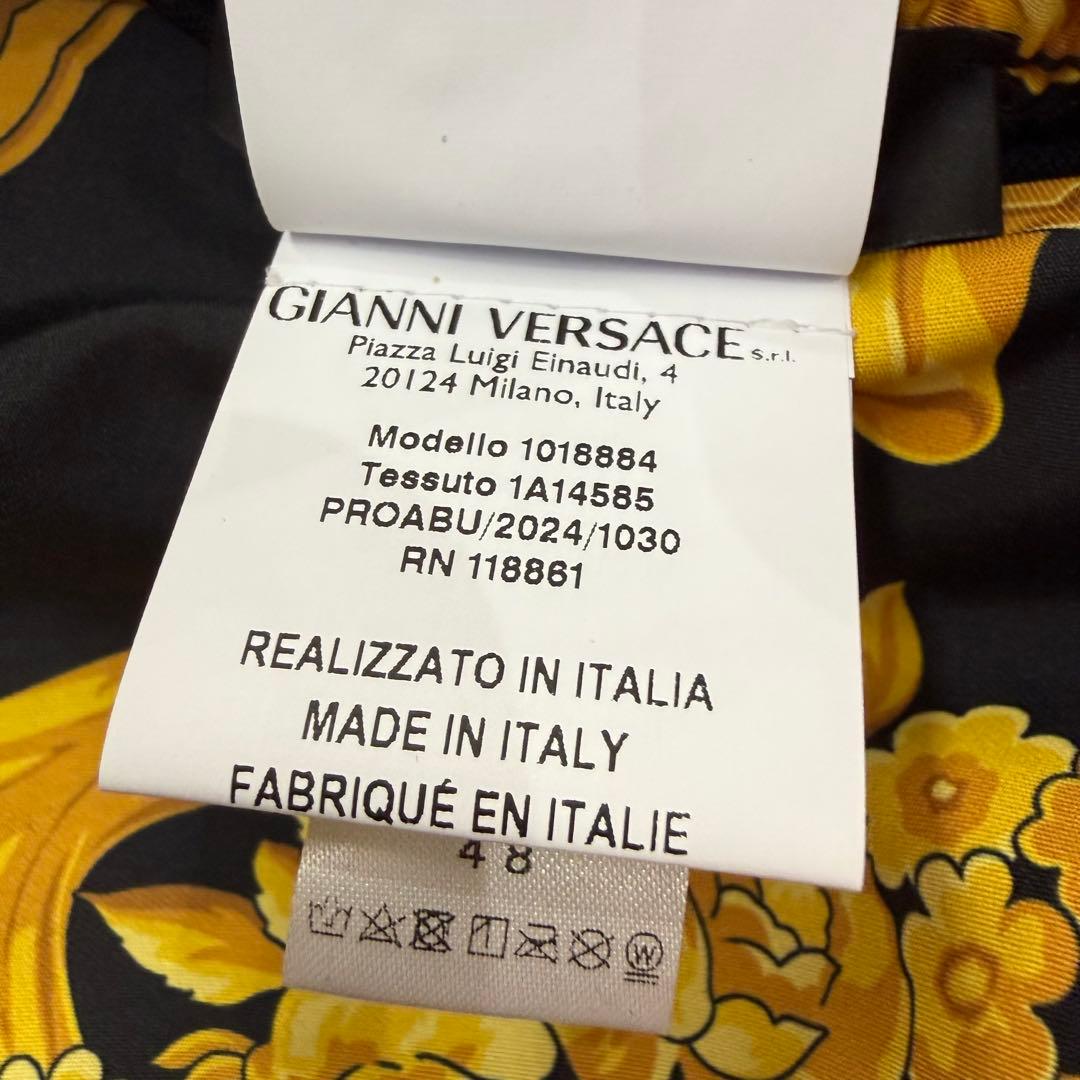 GIANNI VERSACE s.r.l.
Piazza Luigi Einaudi, 4
20124 Milano, Italy
Modello 1018884
Tessuto 1A14585
PROABU/2024/1030
RN 118861
REALIZZATO IN ITALIA
MADE IN ITALY
FABRIQUÉ EN ITALIE
48
W